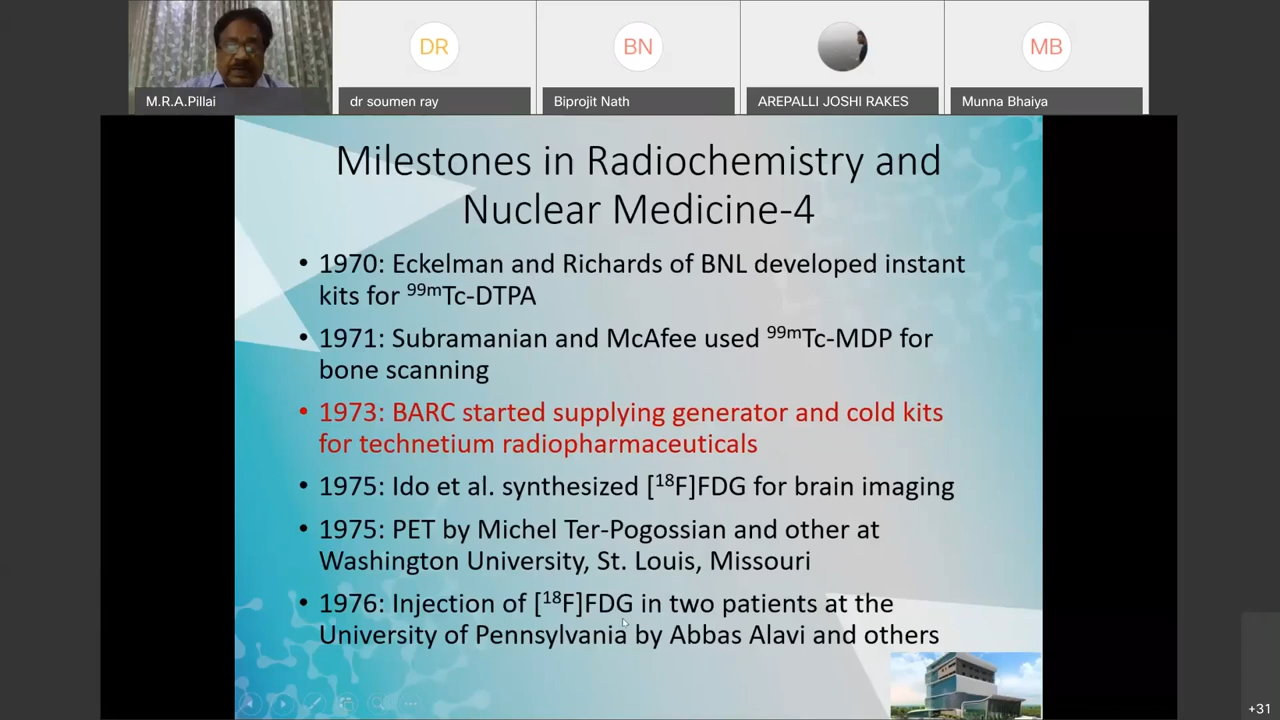 DR
BN
MB
M.R.A.Pillai
dr soumen ray
Biprojit Nath
AREPALLI JOSHI RAKES
Munna Bhaiya
Milestones in Radiochemistry and
Nuclear Medicine-4
• 1970: Eckelman and Richards of BNL developed instant
kits for ⁹⁹ᵐTc-DTPA
• 1971: Subramanian and McAfee used ⁹⁹ᵐTc-MDP for
bone scanning
• 1973: BARC started supplying generator and cold kits
for technetium radiopharmaceuticals
• 1975: Ido et al. synthesized [¹⁸F]FDG for brain imaging
• 1975: PET by Michel Ter-Pogossian and other at
Washington University, St. Louis, Missouri
• 1976: Injection of [¹⁸F]FDG in two patients at the
University of Pennsylvania by Abbas Alavi and others
+31